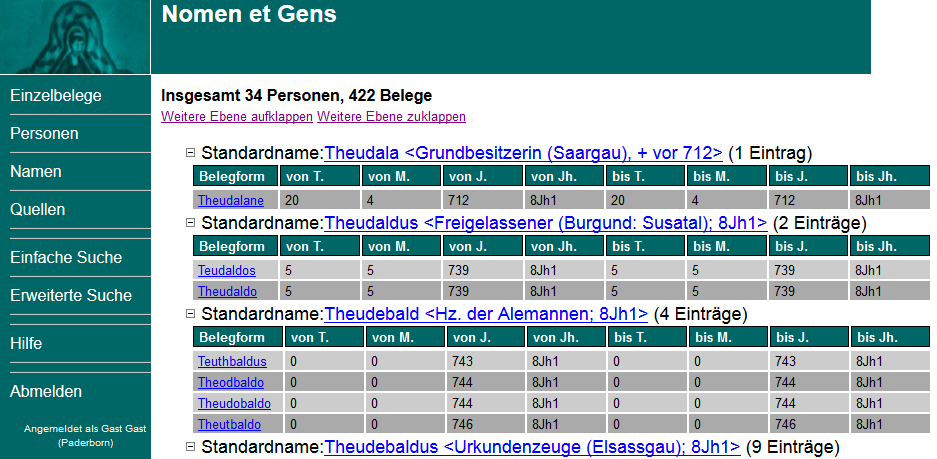 Nomen et Gens
Einzelbelege
Personen
Namen
Quellen
Einfache Suche
Erweiterte Suche
Hilfe
Abmelden
Angemeldet als Gast Gast
(Paderborn)
Insgesamt 34 Personen, 422 Belege
Weitere Ebene aufklappen Weitere Ebene zuklappen
Standardname:Theudala <Grundbesitzerin (Saargau), + vor 712> (1 Eintrag)
Belegform von T. von M. von J. von Jh. bis T. bis M. bis J. bis Jh.
Theudalane 20 4 712 8Jh1 20 4 712 8Jh1
Standardname:Theudaldus <Freigelassener (Burgund: Susatal); 8Jh1> (2 Einträge)
Belegform von T. von M. von J. von Jh. bis T. bis M. bis J. bis Jh.
Teudaldos 5 5 739 8Jh1 5 5 739 8Jh1
Theudaldo 5 5 739 8Jh1 5 5 739 8Jh1
Standardname:Theudebald <Hz. der Alemannen; 8Jh1> (4 Einträge)
Belegform von T. von M. von J. von Jh. bis T. bis M. bis J. bis Jh.
Teuthbaldus 0 0 743 8Jh1 0 0 743 8Jh1
Theodbaldo 0 0 744 8Jh1 0 0 744 8Jh1
Theudobaldo 0 0 744 8Jh1 0 0 744 8Jh1
Theutbaldo 0 0 746 8Jh1 0 0 746 8Jh1
Standardname:Theudebaldus <Urkundenzeuge (Elsassgau); 8Jh1> (9 Einträge)